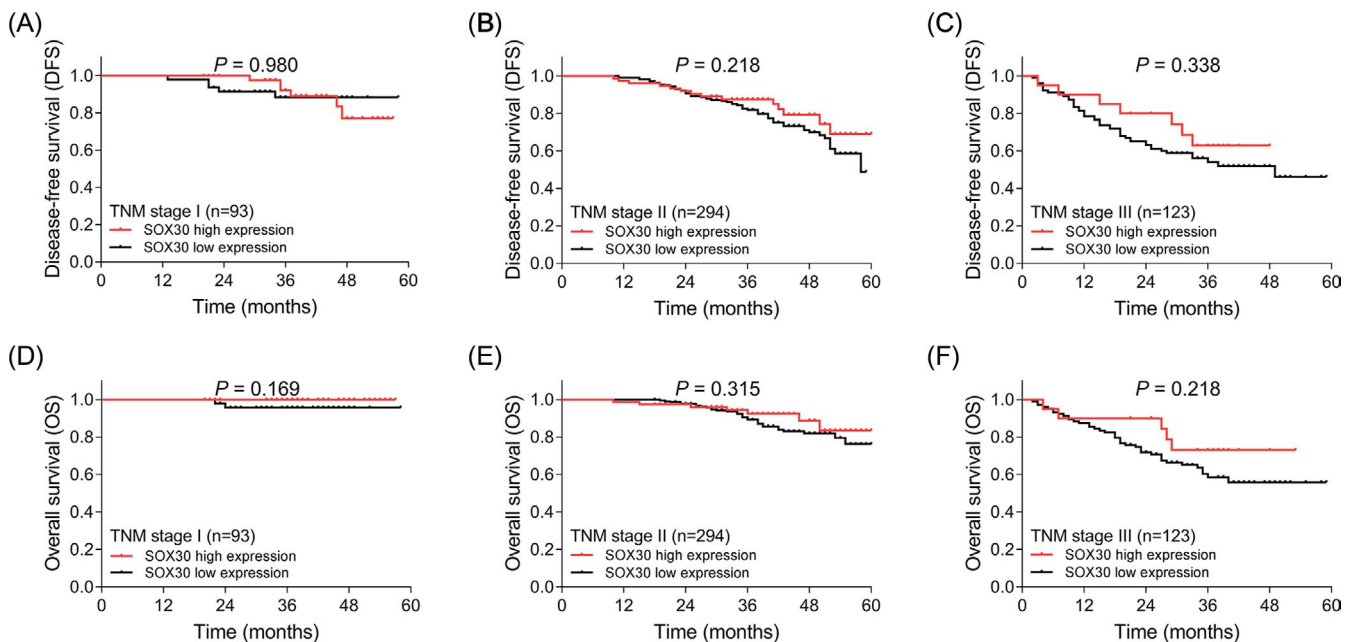 (A)
Disease-free survival (DFS)
P = 0.980
1.0
0.8
0.6
0.4
0.2
0.0
TNM stage I (n=93)
SOX30 high expression
SOX30 low expression
0 12 24 36 48 60
Time (months)
(B)
Disease-free survival (DFS)
P = 0.218
1.0
0.8
0.6
0.4
0.2
0.0
TNM stage II (n=294)
SOX30 high expression
SOX30 low expression
0 12 24 36 48 60
Time (months)
(C)
Disease-free survival (DFS)
P = 0.338
1.0
0.8
0.6
0.4
0.2
0.0
TNM stage III (n=123)
SOX30 high expression
SOX30 low expression
0 12 24 36 48 60
Time (months)
(D)
Overall survival (OS)
P = 0.169
1.0
0.8
0.6
0.4
0.2
0.0
TNM stage I (n=93)
SOX30 high expression
SOX30 low expression
0 12 24 36 48 60
Time (months)
(E)
Overall survival (OS)
P = 0.315
1.0
0.8
0.6
0.4
0.2
0.0
TNM stage II (n=294)
SOX30 high expression
SOX30 low expression
0 12 24 36 48 60
Time (months)
(F)
Overall survival (OS)
P = 0.218
1.0
0.8
0.6
0.4
0.2
0.0
TNM stage III (n=123)
SOX30 high expression
SOX30 low expression
0 12 24 36 48 60
Time (months)